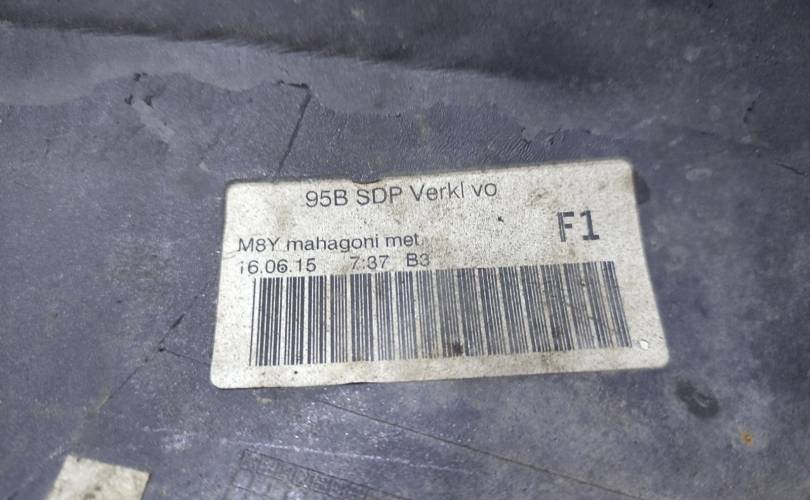 95B SDP Verkl vo
F1
M8Y mahagoni met.
16.06.15 7:37 B3